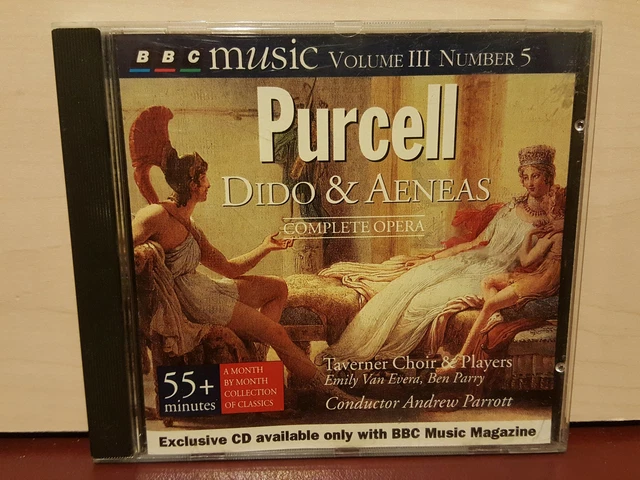 BBC music VOLUME III NUMBER 5
Purcell
DIDO & AENEAS
COMPLETE OPERA
55+
minutes
A MONTH
BY MONTH
COLLECTION
OF CLASSICS
Taverner Choir & Players
Emily Van Evera, Ben Parry
Conductor Andrew Parrott
Exclusive CD available only with BBC Music Magazine